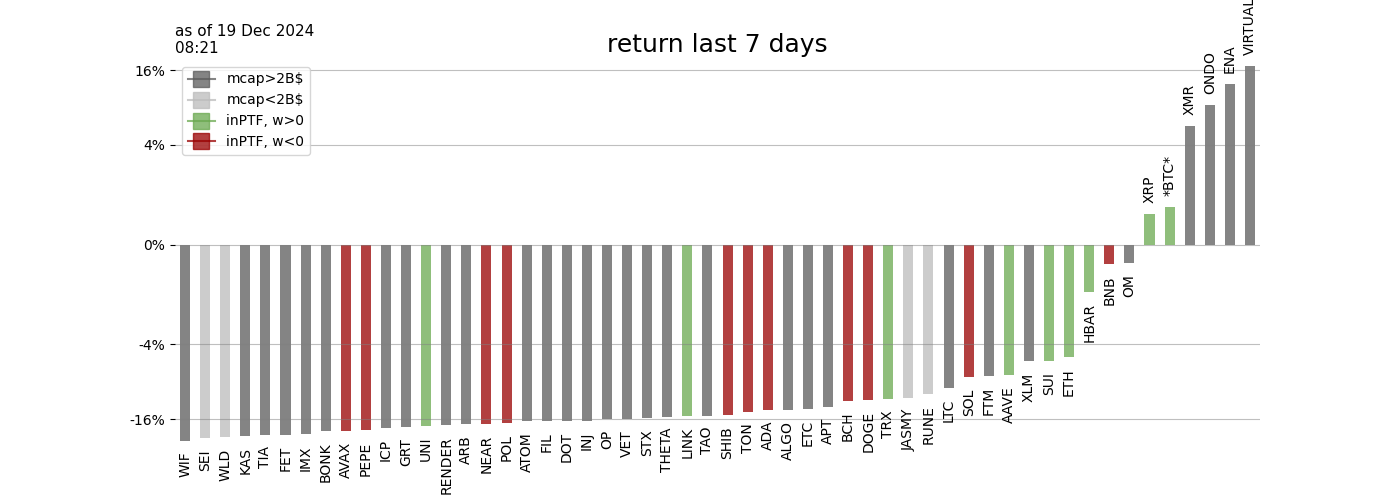 as of 19 Dec 2024
08:21
return last 7 days
mcap>2B$
mcap<2B$
inPTF, w>0
inPTF, w<0
16%
4%
0%
-4%
-16%
WIF
SEI
WLD
KAS
TIA
FET
IMX
BONK
AVAX
PEPE
ICP
GRT
UNI
RENDER
ARB
NEAR
POL
ATOM
FIL
DOT
INJ
OP
VET
STX
THETA
LINK
TAO
SHIB
TON
ADA
ALGO
ETC
APT
BCH
DOGE
TRX
JASMY
RUNE
LTC
SOL
FTM
AAVE
XLM
SUI
ETH
HBAR
BNB
OM
XRP
*BTC*
XMR
ONDO
ENA
VIRTUAL